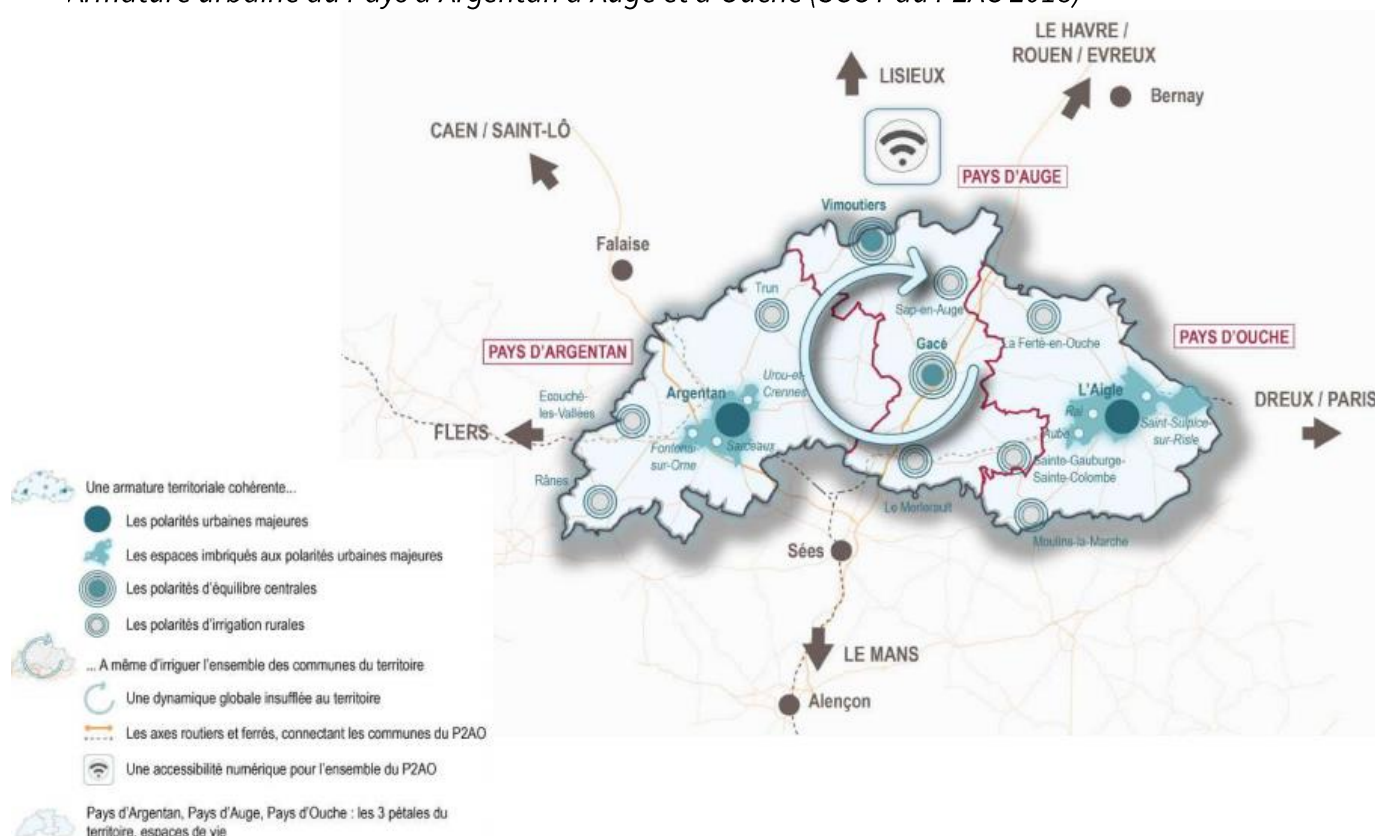 Armature urbaine du Pays d'Argentan d'Auge et d'Ouche (SCOT du P2AO 2018)
LE HAVRE /
ROUEN / EVREUX
LISIEUX
Bernay
CAEN / SAINT-LÔ
PAYS D'AUGE
Vimoutiers
Falaise
Trun
Sap-en-Auge
PAYS D'OUCHE
La Ferté-en-Ouche
Gacé
PAYS D'ARGENTAN
Urou-et-
Crennes
L'Aigle
Argentan
Ecouché-
les-Vallées
DREUX / PARIS
Rai
Saint-Sulpice-
sur-Risle
FLERS
Aube
Sarceaux
Fontenai-
sur-Orne
Sainte-Gauburge-
Sainte-Colombe
Rânes
Le Merlerault
Moulins-la-Marche
Sées
LE MANS
Alençon
Une armature territoriale cohérente...
Les polarités urbaines majeures
Les espaces imbriqués aux polarités urbaines majeures
Les polarités d'équilibre centrales
Les polarités d'irrigation rurales
... A même d'irriguer l'ensemble des communes du territoire
Une dynamique globale insufflée au territoire
Les axes routiers et ferrés, connectant les communes du P2AO
Une accessibilité numérique pour l'ensemble du P2AO
Pays d'Argentan, Pays d'Auge, Pays d'Ouche : les 3 pétales du
territoire, espaces de vie